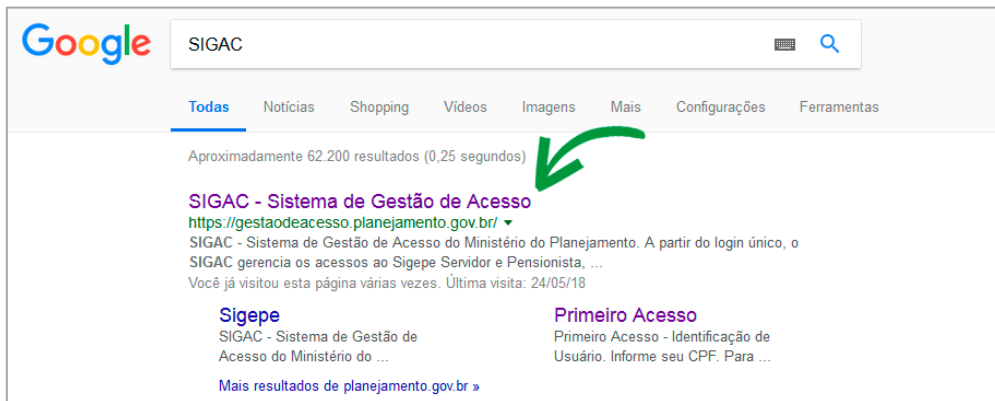 Google
SIGAC
Todas Notícias Shopping Vídeos Imagens Mais Configurações Ferramentas
Aproximadamente 62.200 resultados (0,25 segundos)
SIGAC - Sistema de Gestão de Acesso
https://gestaodeacesso.planejamento.gov.br/
SIGAC - Sistema de Gestão de Acesso do Ministério do Planejamento. A partir do login único, o
SIGAC gerencia os acessos ao Sigepe Servidor e Pensionista, ...
Você já visitou esta página várias vezes. Última visita: 24/05/18
Sigepe
SIGAC - Sistema de Gestão de
Acesso do Ministério do ...
Primeiro Acesso
Primeiro Acesso - Identificação de
Usuário. Informe seu CPF. Para ...
Mais resultados de planejamento.gov.br »